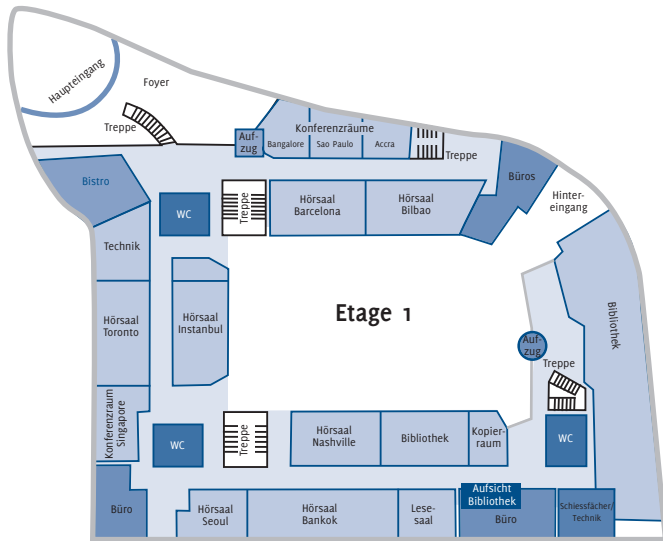 Haupteingang
Foyer
Treppe
Auf-
zug
Konferenzräume
Bangalore
Sao Paulo
Accra
Treppe
Büros
Hinter-
eingang
Bistro
WC
Treppe
Hörsaal
Barcelona
Hörsaal
Bilbao
Technik
Hörsaal
Toronto
Hörsaal
Instanbul
Etage 1
Bibliothek
Auf-
zug
Treppe
Konferenzraum
Singapore
WC
Treppe
Hörsaal
Nashville
Bibliothek
Kopier-
raum
WC
Büro
Hörsaal
Seoul
Hörsaal
Bankok
Lese-
saal
Aufsicht
Bibliothek
Büro
Schiessfächer/
Technik